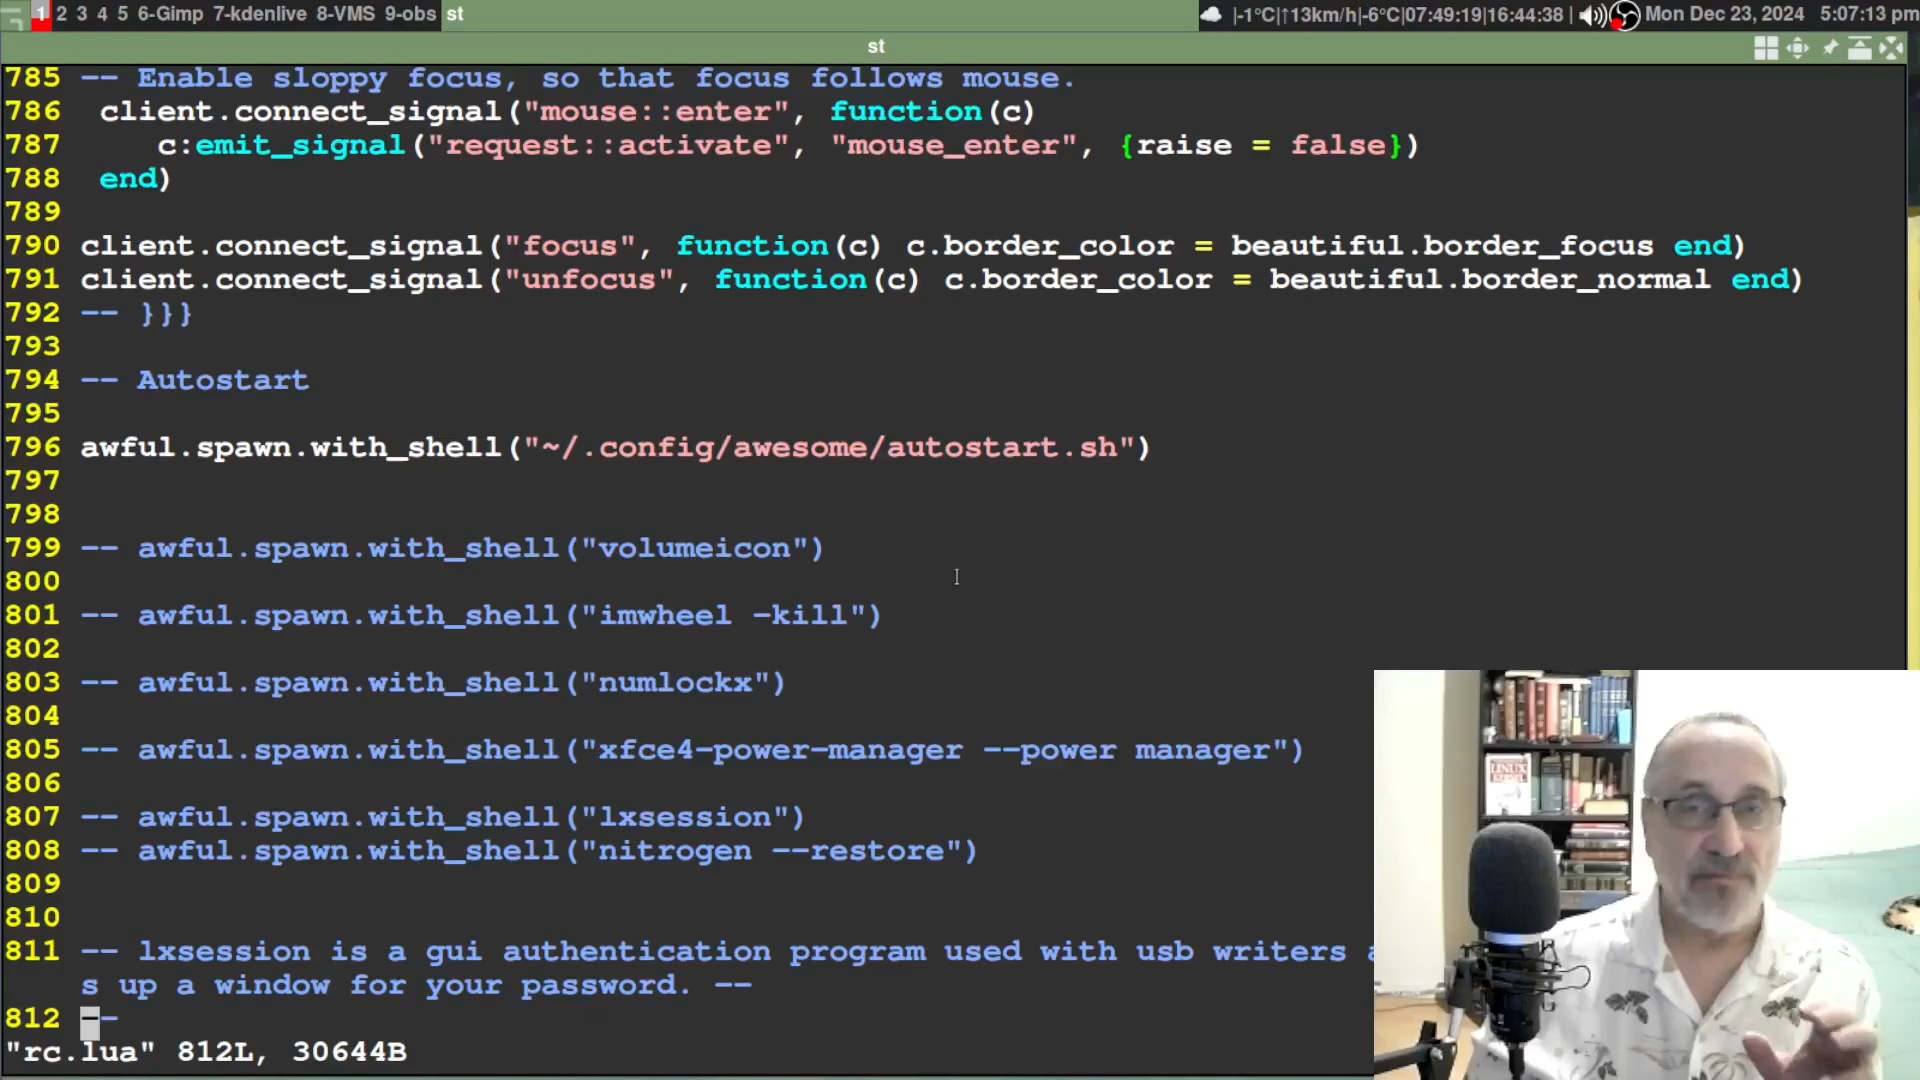 1 2 3 4 5 6-Gimp 7-kdenlive 8-VMS 9-obs st
|-1°C|↑13km/h|-6°C|07:49:19|16:44:38| Mon Dec 23, 2024 5:07:13 pm
st
785 -- Enable sloppy focus, so that focus follows mouse.
786 client.connect_signal("mouse::enter", function(c)
787 c:emit_signal("request::activate", "mouse_enter", {raise = false})
788 end)
789
790 client.connect_signal("focus", function(c) c.border_color = beautiful.border_focus end)
791 client.connect_signal("unfocus", function(c) c.border_color = beautiful.border_normal end)
792 -- }}}
793
794 -- Autostart
795
796 awful.spawn.with_shell("~/.config/awesome/autostart.sh")
797
798
799 -- awful.spawn.with_shell("volumeicon")
800
801 -- awful.spawn.with_shell("imwheel -kill")
802
803 -- awful.spawn.with_shell("numlockx")
804
805 -- awful.spawn.with_shell("xfce4-power-manager --power manager")
806
807 -- awful.spawn.with_shell("lxsession")
808 -- awful.spawn.with_shell("nitrogen --restore")
809
810
811 -- lxsession is a gui authentication program used with usb writers
s up a window for your password. --
812 --
"rc.lua" 812L, 30644B
LINUX